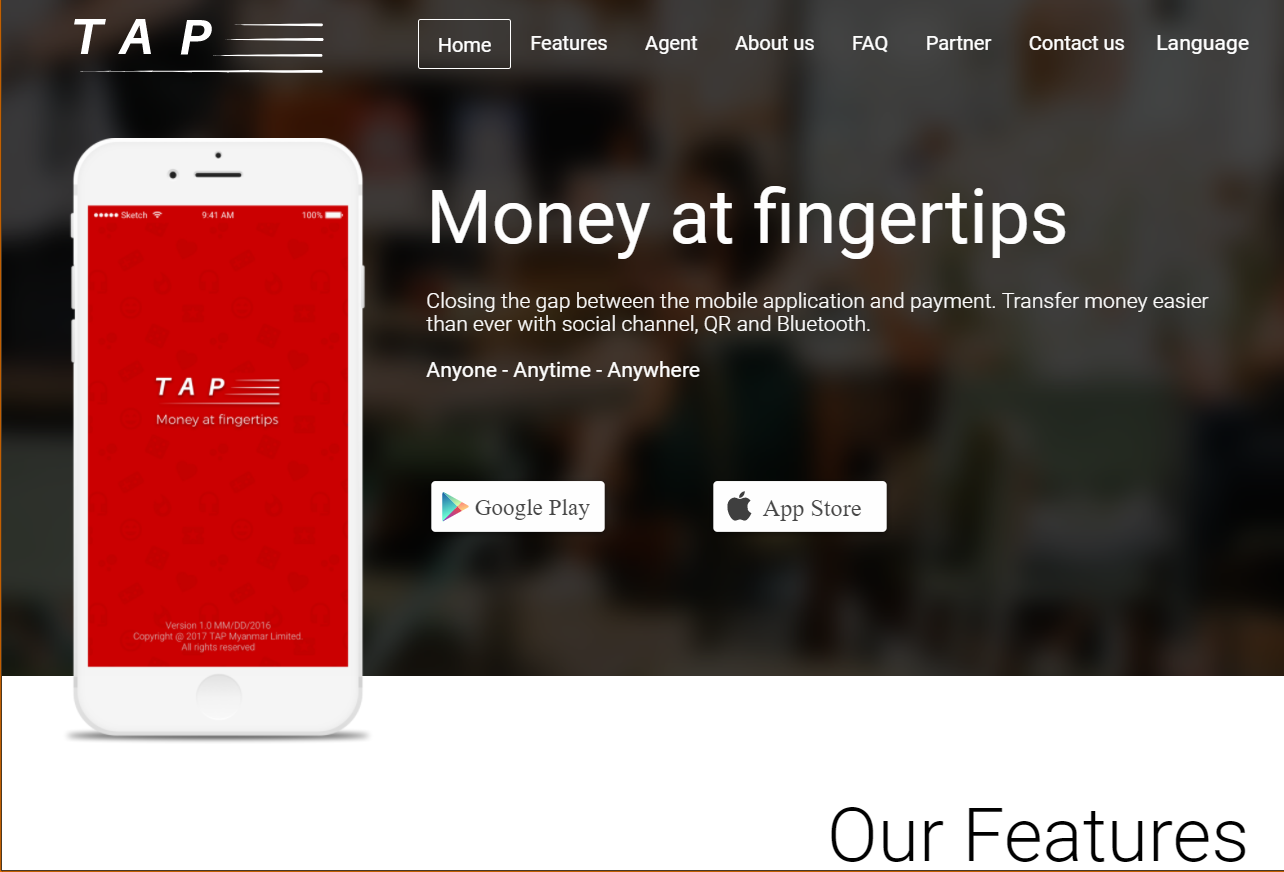 TAP
Home Features Agent About us FAQ Partner Contact us Language
Sketch 9:41 AM 100%
TAP
Money at fingertips
Version 1.0 MM/DD/2016
Copyright @ 2017 TAP Myanmar Limited.
All rights reserved
Money at fingertips
Closing the gap between the mobile application and payment. Transfer money easier
than ever with social channel, QR and Bluetooth.
Anyone - Anytime - Anywhere
Google Play
App Store
Our Features